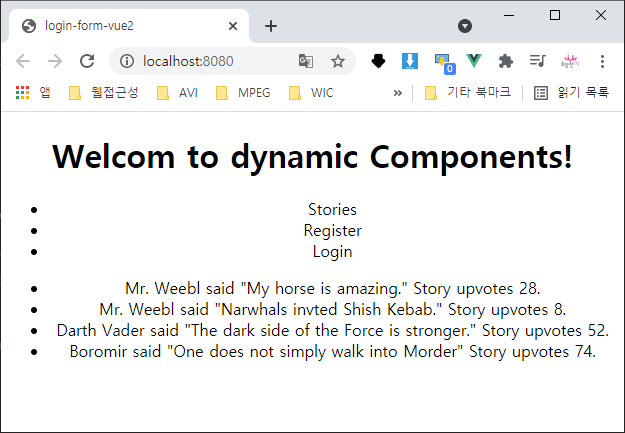 login-form-vue2
localhost:8080
0
앱 웹접근성 AVI MPEG WIC » 기타 북마크 읽기 목록
Welcom to dynamic Components!
Stories
Register
Login
Mr. Weebl said "My horse is amazing." Story upvotes 28.
Mr. Weebl said "Narwhals invted Shish Kebab." Story upvotes 8.
Darth Vader said "The dark side of the Force is stronger." Story upvotes 52.
Boromir said "One does not simply walk into Morder" Story upvotes 74.